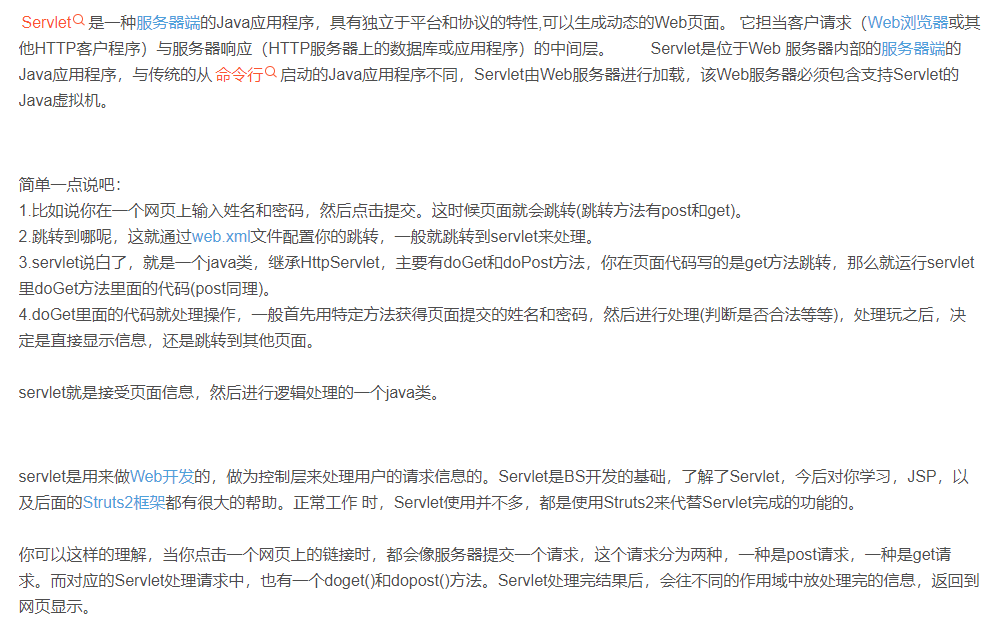 Servlet是一种服务器端的Java应用程序，具有独立于平台和协议的特性,可以生成动态的Web页面。 它担当客户请求（Web浏览器或其
他HTTP客户程序）与服务器响应（HTTP服务器上的数据库或应用程序）的中间层。 Servlet是位于Web 服务器内部的服务器端的
Java应用程序，与传统的从命令行启动的Java应用程序不同，Servlet由Web服务器进行加载，该Web服务器必须包含支持Servlet的
Java虚拟机。
简单一点说吧：
1.比如说你在一个网页上输入姓名和密码，然后点击提交。这时候页面就会跳转(跳转方法有post和get)。
2.跳转到哪呢，这就通过web.xml文件配置你的跳转，一般就跳转到servlet来处理。
3.servlet说白了，就是一个java类，继承HttpServlet，主要有doGet和doPost方法，你在页面代码写的是get方法跳转，那么就运行servlet
里doGet方法里面的代码(post同理)。
4.doGet里面的代码就处理操作，一般首先用特定方法获得页面提交的姓名和密码，然后进行处理(判断是否合法等等)，处理玩之后，决
定是直接显示信息，还是跳转到其他页面。
servlet就是接受页面信息，然后进行逻辑处理的一个java类。
servlet是用来做Web开发的，做为控制层来处理用户的请求信息的。Servlet是BS开发的基础，了解了Servlet，今后对你学习，JSP，以
及后面的Struts2框架都有很大的帮助。正常工作 时，Servlet使用并不多，都是使用Struts2来代替Servlet完成的功能的。
你可以这样的理解，当你点击一个网页上的链接时，都会像服务器提交一个请求，这个请求分为两种，一种是post请求，一种是get请
求。而对应的Servlet处理请求中，也有一个doget()和dopost()方法。Servlet处理完结果后，会往不同的作用域中放处理完的信息，返回到
网页显示。